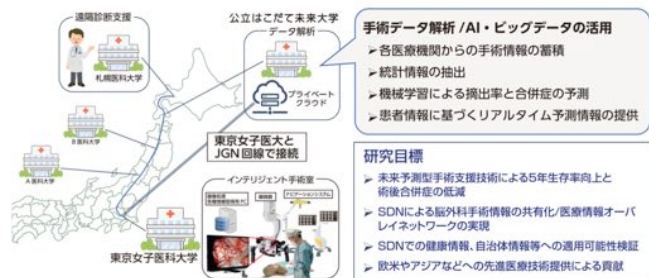 遠隔診断支援
札幌医科大学
公立はこだて未来大学
データ解析
プライベート
クラウド
B医科大学
A医科大学
東京女子医大と
JGN回線で接続
インテリジェント手術室
東京女子医科大学
手術データ解析 /AI・ビッグデータの活用
➢各医療機関からの手術情報の蓄積
➢統計情報の抽出
➢機械学習による摘出率と合併症の予測
➢患者情報に基づくリアルタイム予測情報の提供
研究目標
➢ 未来予測型手術支援技術による5年生存率向上と
術後合併症の低減
➢ SDNによる脳外科手術情報の共有化/医療情報オーバ
レイネットワークの実現
➢ SDNでの健康情報、自治体情報等への適用可能性検証
➢ 欧米やアジアなどへの先進医療技術提供による貢献